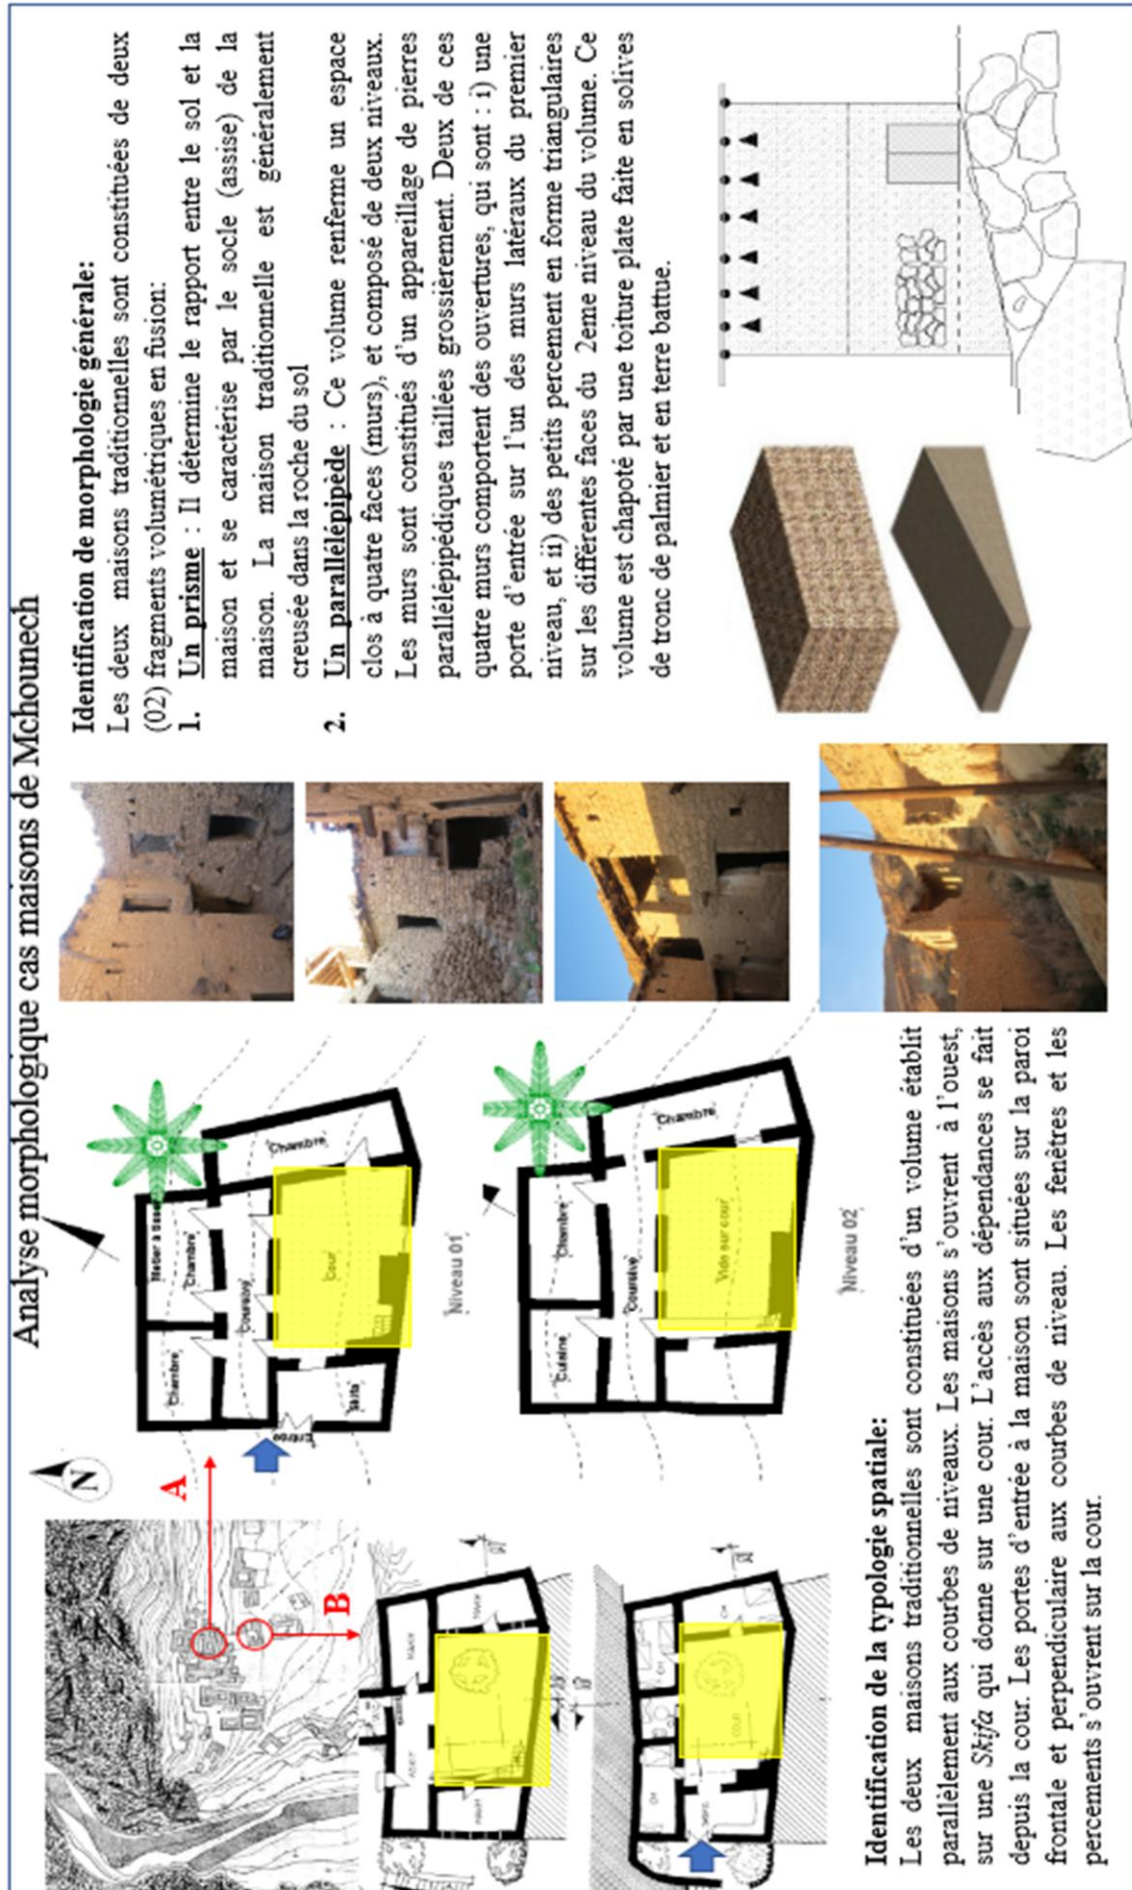 Analyse morphologique cas maisons de Mchounech
N
A
B
Métier à tisser
Chambre
Chambre
Chambre
Coursive
Cour
Skifa
Entrée
Niveau 01
Cuisine
Chambre
Chambre
Coursive
Vide sur cour
Niveau 02
CH
CH
CH
COUR
Identification de la typologie spatiale:
Les deux maisons traditionnelles sont constituées d'un volume établit
parallèlement aux courbes de niveaux. Les maisons s'ouvrent à l'ouest,
sur une Skifa qui donne sur une cour. L'accès aux dépendances se fait
depuis la cour. Les portes d'entrée à la maison sont situées sur la paroi
frontale et perpendiculaire aux courbes de niveau. Les fenêtres et les
percements s'ouvrent sur la cour.
Identification de morphologie générale:
Les deux maisons traditionnelles sont constituées de deux
(02) fragments volumétriques en fusion:
1. Un prisme : Il détermine le rapport entre le sol et la
maison et se caractérise par le socle (assise) de la
maison. La maison traditionnelle est généralement
creusée dans la roche du sol
2. Un parallélépipède : Ce volume renferme un espace
clos à quatre faces (murs), et composé de deux niveaux.
Les murs sont constitués d'un appareillage de pierres
parallélépipédiques taillées grossièrement. Deux de ces
quatre murs comportent des ouvertures, qui sont : i) une
porte d'entrée sur l'un des murs latéraux du premier
niveau, et ii) des petits percement en forme triangulaires
sur les différentes faces du 2eme niveau du volume. Ce
volume est chapoté par une toiture plate faite en solives
de tronc de palmier et en terre battue.